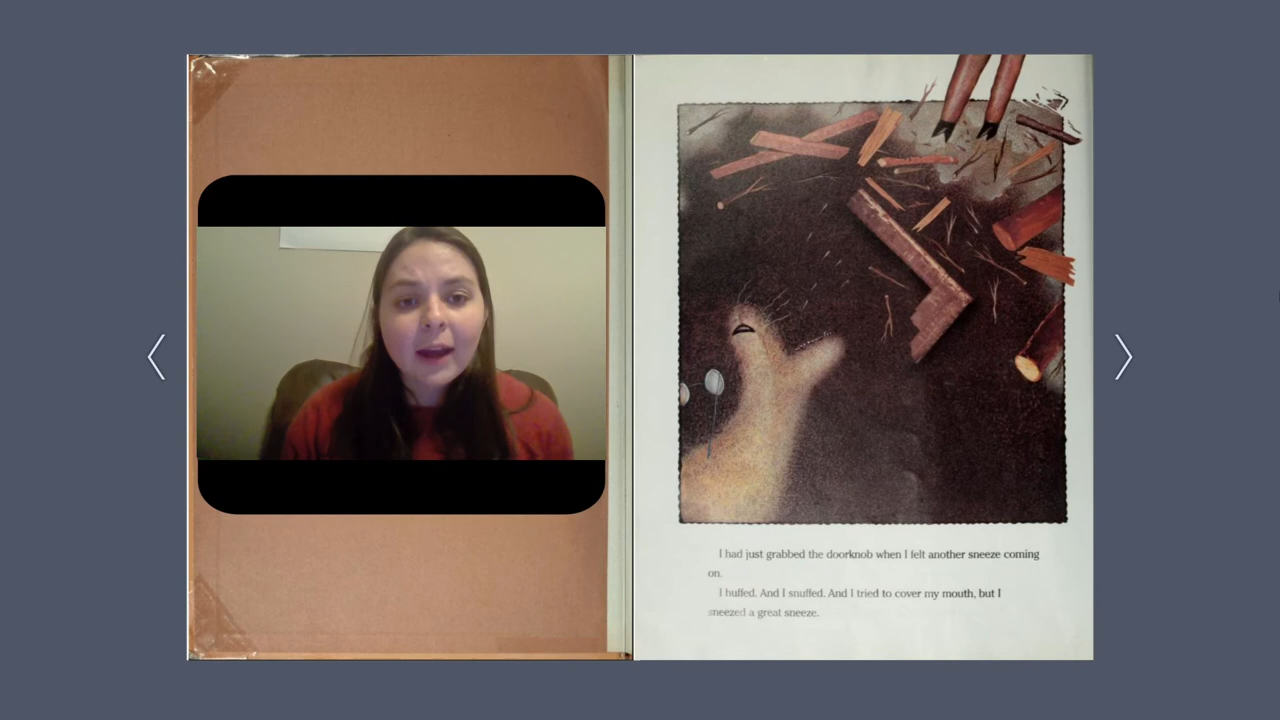 I had just grabbed the doorknob when I felt another sneeze coming
on.
I huffed. And I snuffed. And I tried to cover my mouth, but I
sneezed a great sneeze.